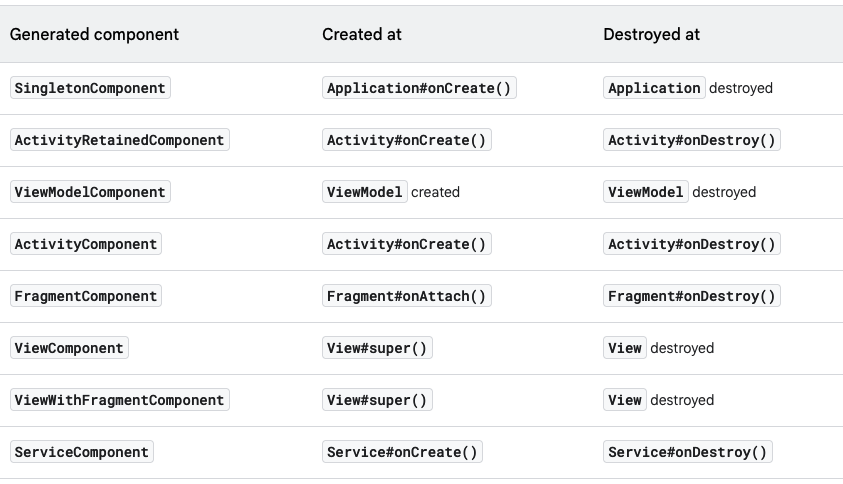 Generated component Created at Destroyed at
SingletonComponent Application#onCreate() Application destroyed
ActivityRetainedComponent Activity#onCreate() Activity#onDestroy()
ViewModelComponent ViewModel created ViewModel destroyed
ActivityComponent Activity#onCreate() Activity#onDestroy()
FragmentComponent Fragment#onAttach() Fragment#onDestroy()
ViewComponent View#super() View destroyed
ViewWithFragmentComponent View#super() View destroyed
ServiceComponent Service#onCreate() Service#onDestroy()